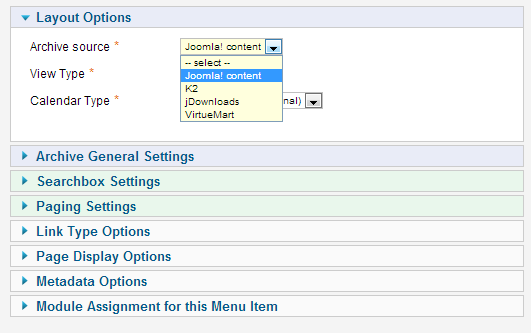 Layout Options
Archive source * Joomla! content
-- select --
View Type * Joomla! content
K2
Calendar Type * jDownloads nal)
VirtueMart
Archive General Settings
Searchbox Settings
Paging Settings
Link Type Options
Page Display Options
Metadata Options
Module Assignment for this Menu Item